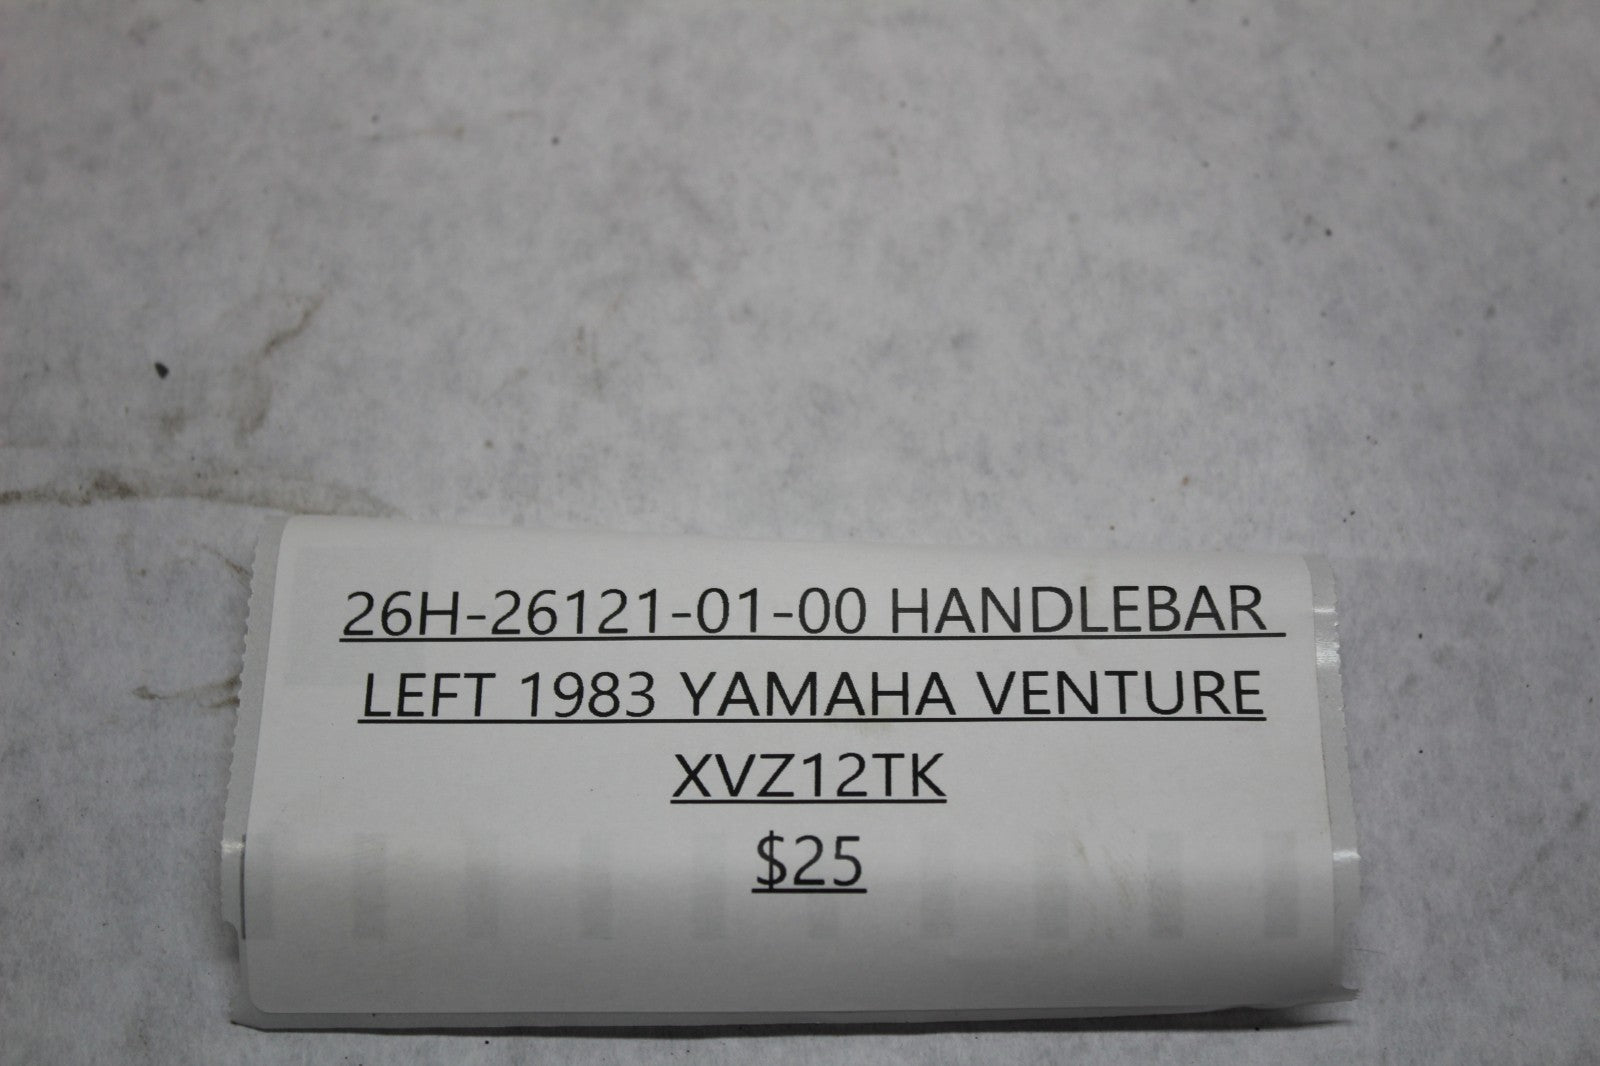 26H-26121-01-00 HANDLEBAR
LEFT 1983 YAMAHA VENTURE
XVZ12TK
$25